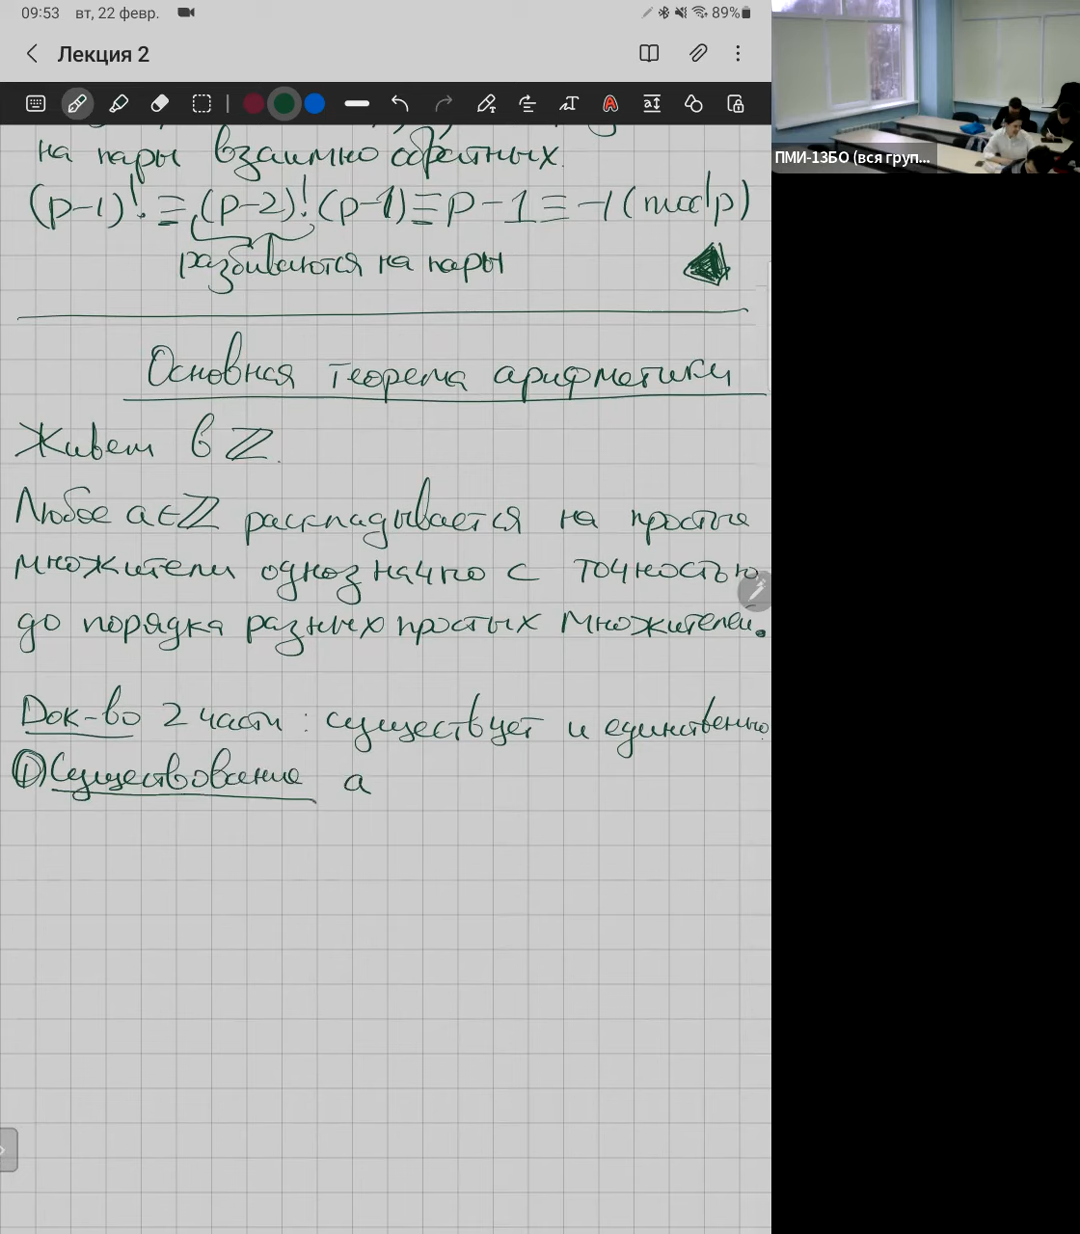 09:53 вт, 22 февр. 89%
Лекция 2
на пары взаимно обратных.
(p-1)! ≡ (p-2)! (p-1) ≡ p - 1 ≡ -1 (mod p)
разбиваются на пары
Основная теорема арифметики
Живем в ℤ.
Любое a∈ℤ раскладывается на простые
множители однозначно с точностью
до порядка разных простых множителей.
Док-во 2 части: существует и единственно.
① Существование a
ПМИ-13БО (вся груп...